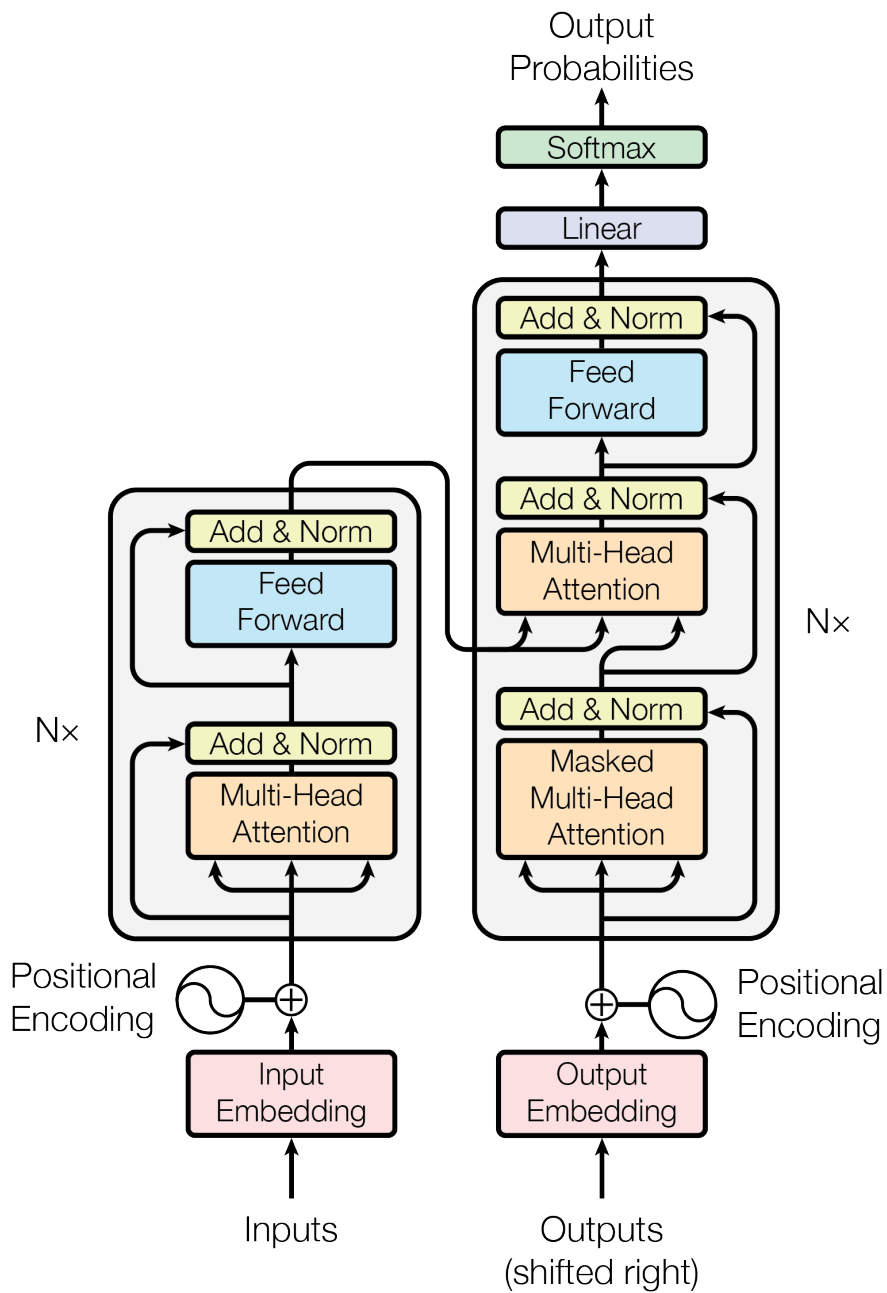 Output
Probabilities
Softmax
Linear
Add & Norm
Feed
Forward
Add & Norm
Multi-Head
Attention
Nx
Add & Norm
Masked
Multi-Head
Attention
Add & Norm
Feed
Forward
N×
Add & Norm
Multi-Head
Attention
Positional
Encoding
Positional
Encoding
Input
Embedding
Output
Embedding
Inputs
Outputs
(shifted right)